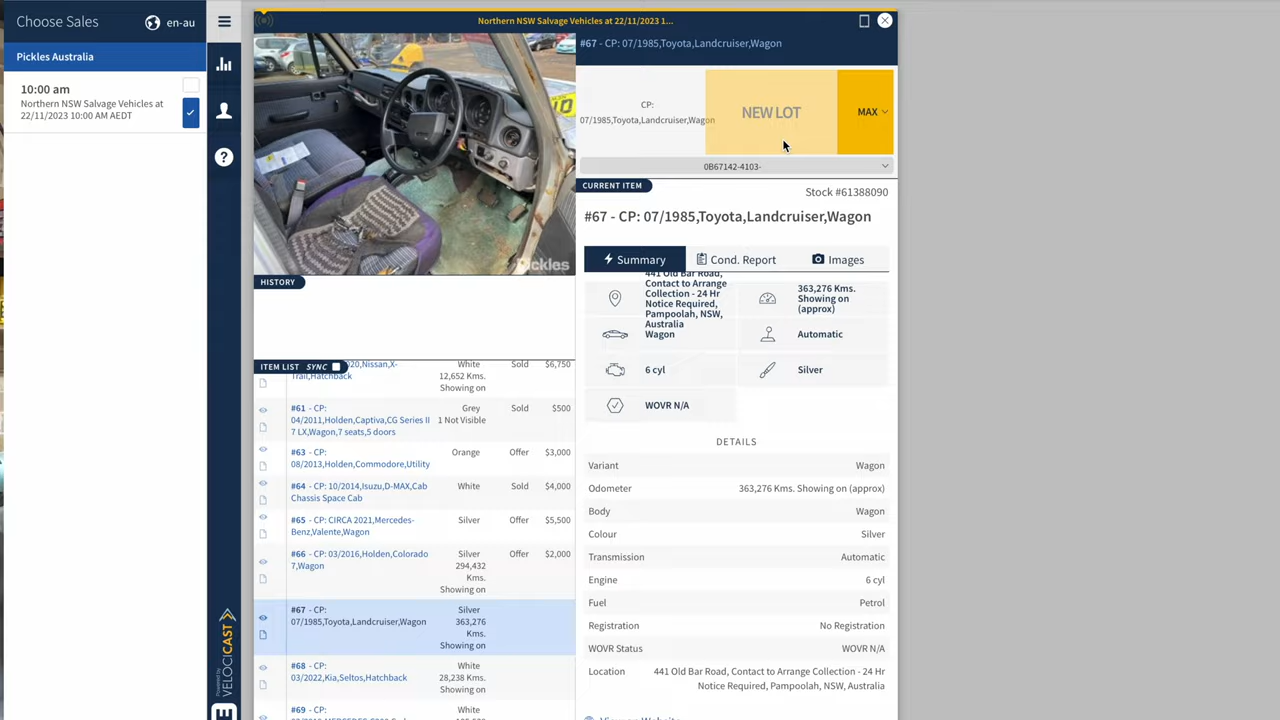 Choose Sales
en-au
Pickles Australia
10:00 am
Northern NSW Salvage Vehicles at
22/11/2023 10:00 AM AEDT
Powered by
VELOCICAST
Northern NSW Salvage Vehicles at 22/11/2023 1...
#67 - CP: 07/1985,Toyota,Landcruiser,Wagon
Pickles
CP:
07/1985,Toyota,Landcruiser,Wagon
NEW LOT
MAX
0B67142-4103-
CURRENT ITEM
Stock #61388090
#67 - CP: 07/1985,Toyota,Landcruiser,Wagon
Summary
Cond. Report
Images
441 Old Bar Road,
Contact to Arrange
Collection - 24 Hr
Notice Required,
Pampoolah, NSW,
Australia
363,276 Kms.
Showing on
(approx)
Wagon
Automatic
6 cyl
Silver
WOVR N/A
DETAILS
Variant Wagon
Odometer 363,276 Kms. Showing on (approx)
Body Wagon
Colour Silver
Transmission Automatic
Engine 6 cyl
Fuel Petrol
Registration No Registration
WOVR Status WOVR N/A
Location 441 Old Bar Road, Contact to Arrange Collection - 24 Hr
Notice Required, Pampoolah, NSW, Australia
HISTORY
ITEM LIST SYNC
20,Nissan,X- White Sold $6,750
Trail,Hatchback 12,652 Kms.
Showing on
#61 - CP: Grey Sold $500
04/2011,Holden,Captiva,CG Series II 1 Not Visible
7 LX,Wagon,7 seats,5 doors
#63 - CP: Orange Offer $3,000
08/2013,Holden,Commodore,Utility
#64 - CP: 10/2014,Isuzu,D-MAX,Cab White Sold $4,000
Chassis Space Cab
#65 - CP: CIRCA 2021,Mercedes- Silver Offer $5,500
Benz,Valente,Wagon
#66 - CP: 03/2016,Holden,Colorado Silver Offer $2,000
7,Wagon 294,432
Kms.
Showing on
#67 - CP: Silver
07/1985,Toyota,Landcruiser,Wagon 363,276
Kms.
Showing on
#68 - CP: White
03/2022,Kia,Seltos,Hatchback 28,238 Kms.
Showing on
#69 - CP: White